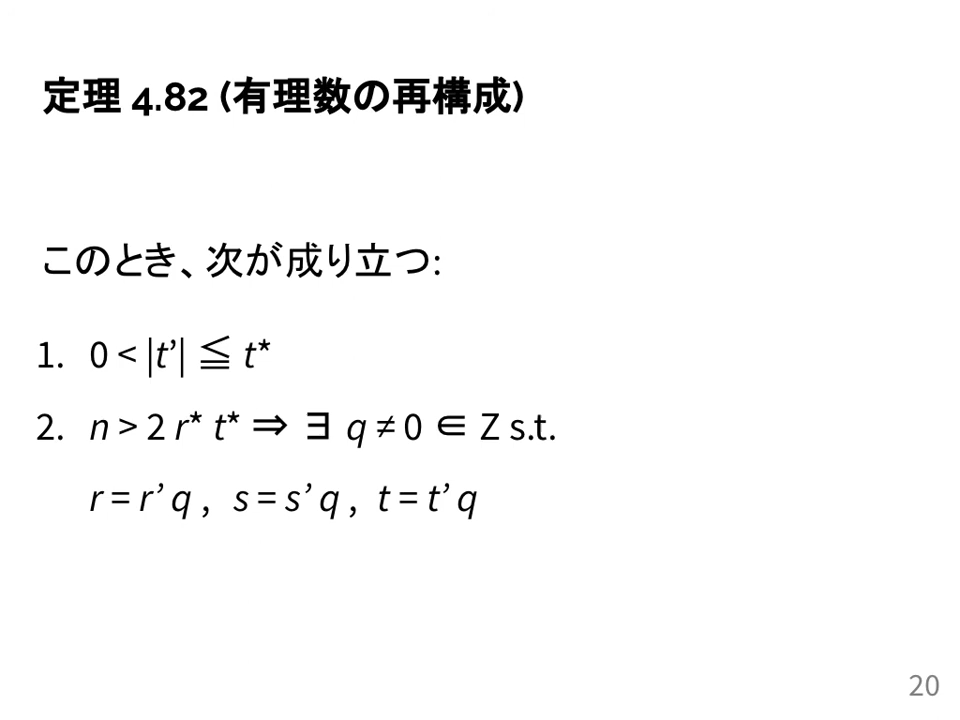 定理 4.82 (有理数の再構成)
このとき、次が成り立つ:
1. 0 < |t’| ≦ t*
2. n > 2 r* t* ⇒ ∃ q ≠ 0 ∈ Z s.t.
r = r’ q , s = s’ q , t = t’ q
20